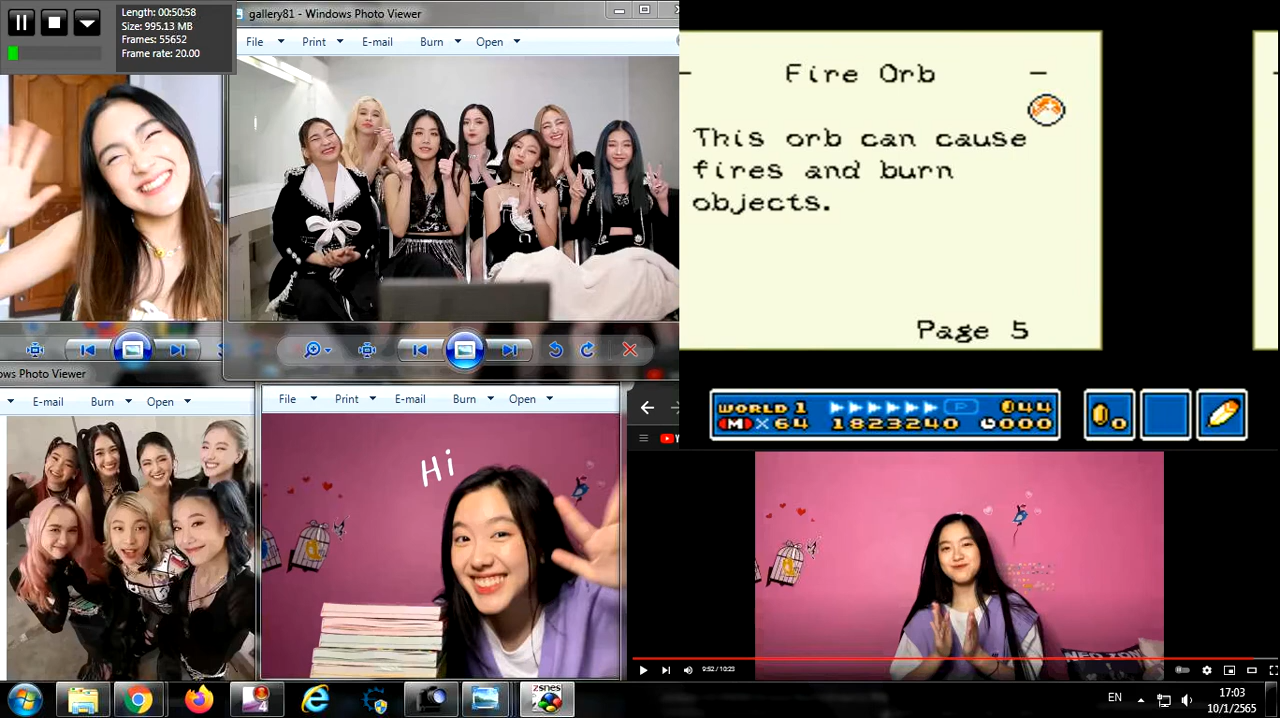 Length: 00:50:58
Size: 995.13 MB
Frames: 55652
Frame rate: 20.00
gallery81 - Windows Photo Viewer
File Print E-mail Burn Open
- Fire Orb -
This orb can cause
fires and burn
objects.
Page 5
WORLD 1 P 044
M x 64 1823240 000
0
ows Photo Viewer
E-mail Burn Open
File Print E-mail Burn Open
Hi
9:52 / 10:23
4
zsnes
EN
17:03
10/1/2565